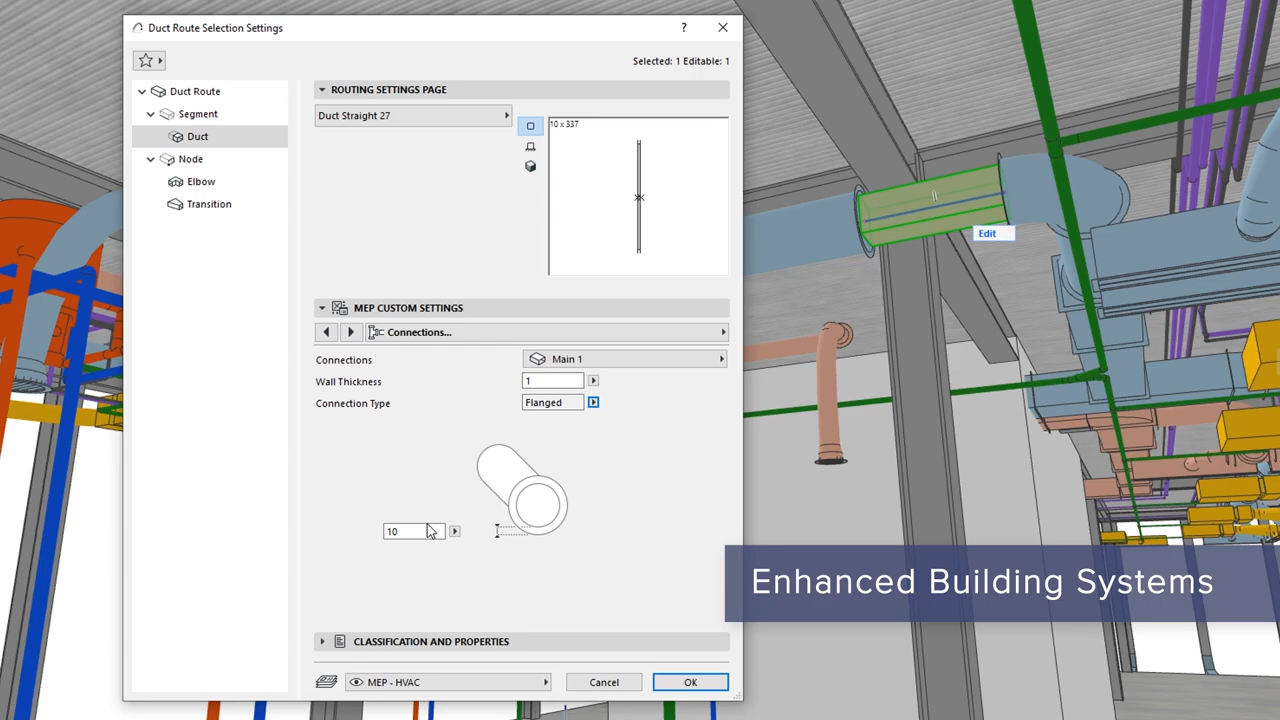 Duct Route Selection Settings
?
Selected: 1 Editable: 1
Duct Route
Segment
Duct
Node
Elbow
Transition
ROUTING SETTINGS PAGE
Duct Straight 27
10 x 337
MEP CUSTOM SETTINGS
Connections...
Connections
Main 1
Wall Thickness
1
Connection Type
Flanged
10
CLASSIFICATION AND PROPERTIES
MEP - HVAC
Cancel
OK
Edit
Enhanced Building Systems